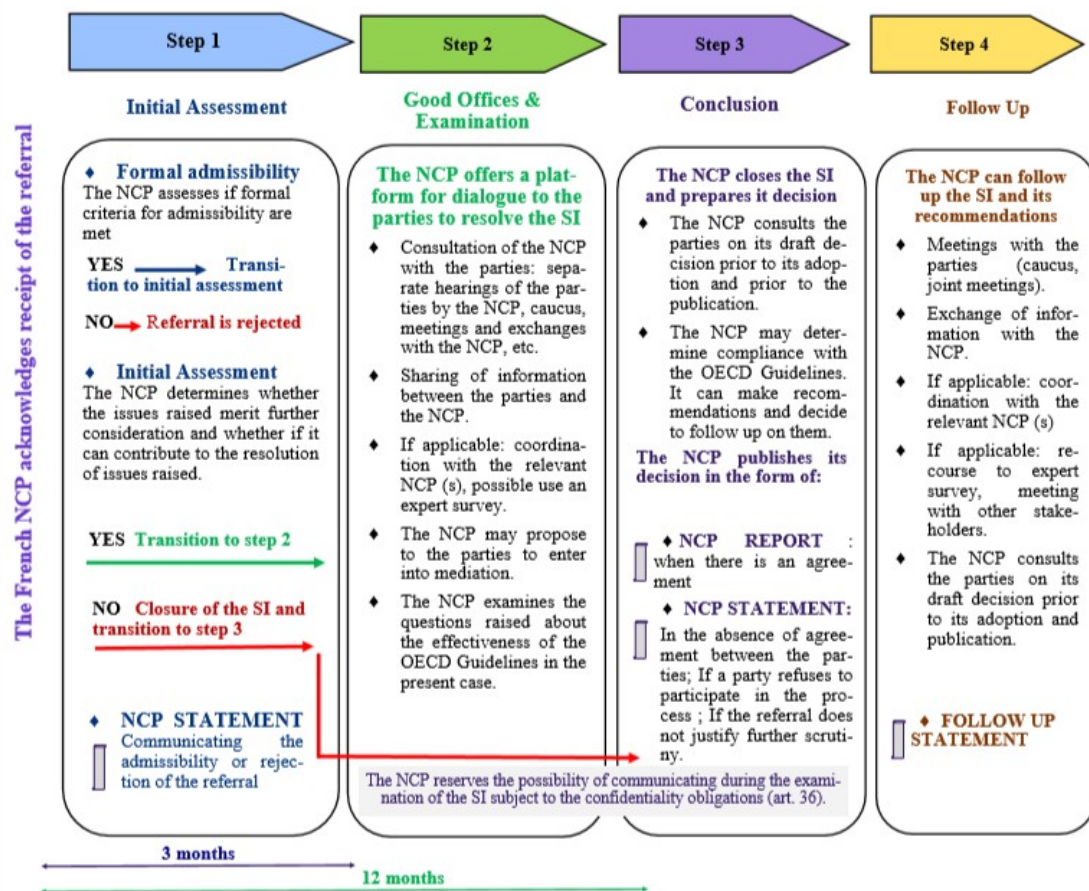 Step 1
Step 2
Step 3
Step 4
The French NCP acknowledges receipt of the referral
Initial Assessment
♦ Formal admissibility
The NCP assesses if formal
criteria for admissibility are
met
YES Transi-
tion to initial assessment
NO Referral is rejected
♦ Initial Assessment
The NCP determines whether
the issues raised merit further
consideration and whether if it
can contribute to the resolution
of issues raised.
YES Transition to step 2
NO Closure of the SI and
transition to step 3
♦ NCP STATEMENT
Communicating the
admissibility or rejec-
tion of the referral
Good Offices &
Examination
The NCP offers a plat-
form for dialogue to the
parties to resolve the SI
♦ Consultation of the NCP
with the parties: sepa-
rate hearings of the par-
ties by the NCP, caucus,
meetings and exchanges
with the NCP, etc.
♦ Sharing of information
between the parties and
the NCP.
♦ If applicable: coordina-
tion with the relevant
NCP (s), possible use an
expert survey.
♦ The NCP may propose
to the parties to enter
into mediation.
♦ The NCP examines the
questions raised about
the effectiveness of the
OECD Guidelines in the
present case.
Conclusion
The NCP closes the SI
and prepares it decision
♦ The NCP consults the
parties on its draft de-
cision prior to its adop-
tion and prior to the
publication.
♦ The NCP may deter-
mine compliance with
the OECD Guidelines.
It can make recom-
mendations and decide
to follow up on them.
The NCP publishes its
decision in the form of:
♦ NCP REPORT :
when there is an agree-
ment
♦ NCP STATEMENT:
In the absence of agree-
ment between the par-
ties; If a party refuses to
participate in the pro-
cess ; If the referral does
not justify further scruti-
ny.
The NCP reserves the possibility of communicating during the exami-
nation of the SI subject to the confidentiality obligations (art. 36).
Follow Up
The NCP can follow
up the SI and its
recommendations
♦ Meetings with the
parties (caucus,
joint meetings).
♦ Exchange of infor-
mation with the
NCP.
♦ If applicable: coor-
dination with the
relevant NCP (s)
♦ If applicable: re-
course to expert
survey, meeting
with other stake-
holders.
♦ The NCP consults
the parties on its
draft decision prior
to its adoption and
publication.
♦ FOLLOW UP
STATEMENT
3 months
12 months